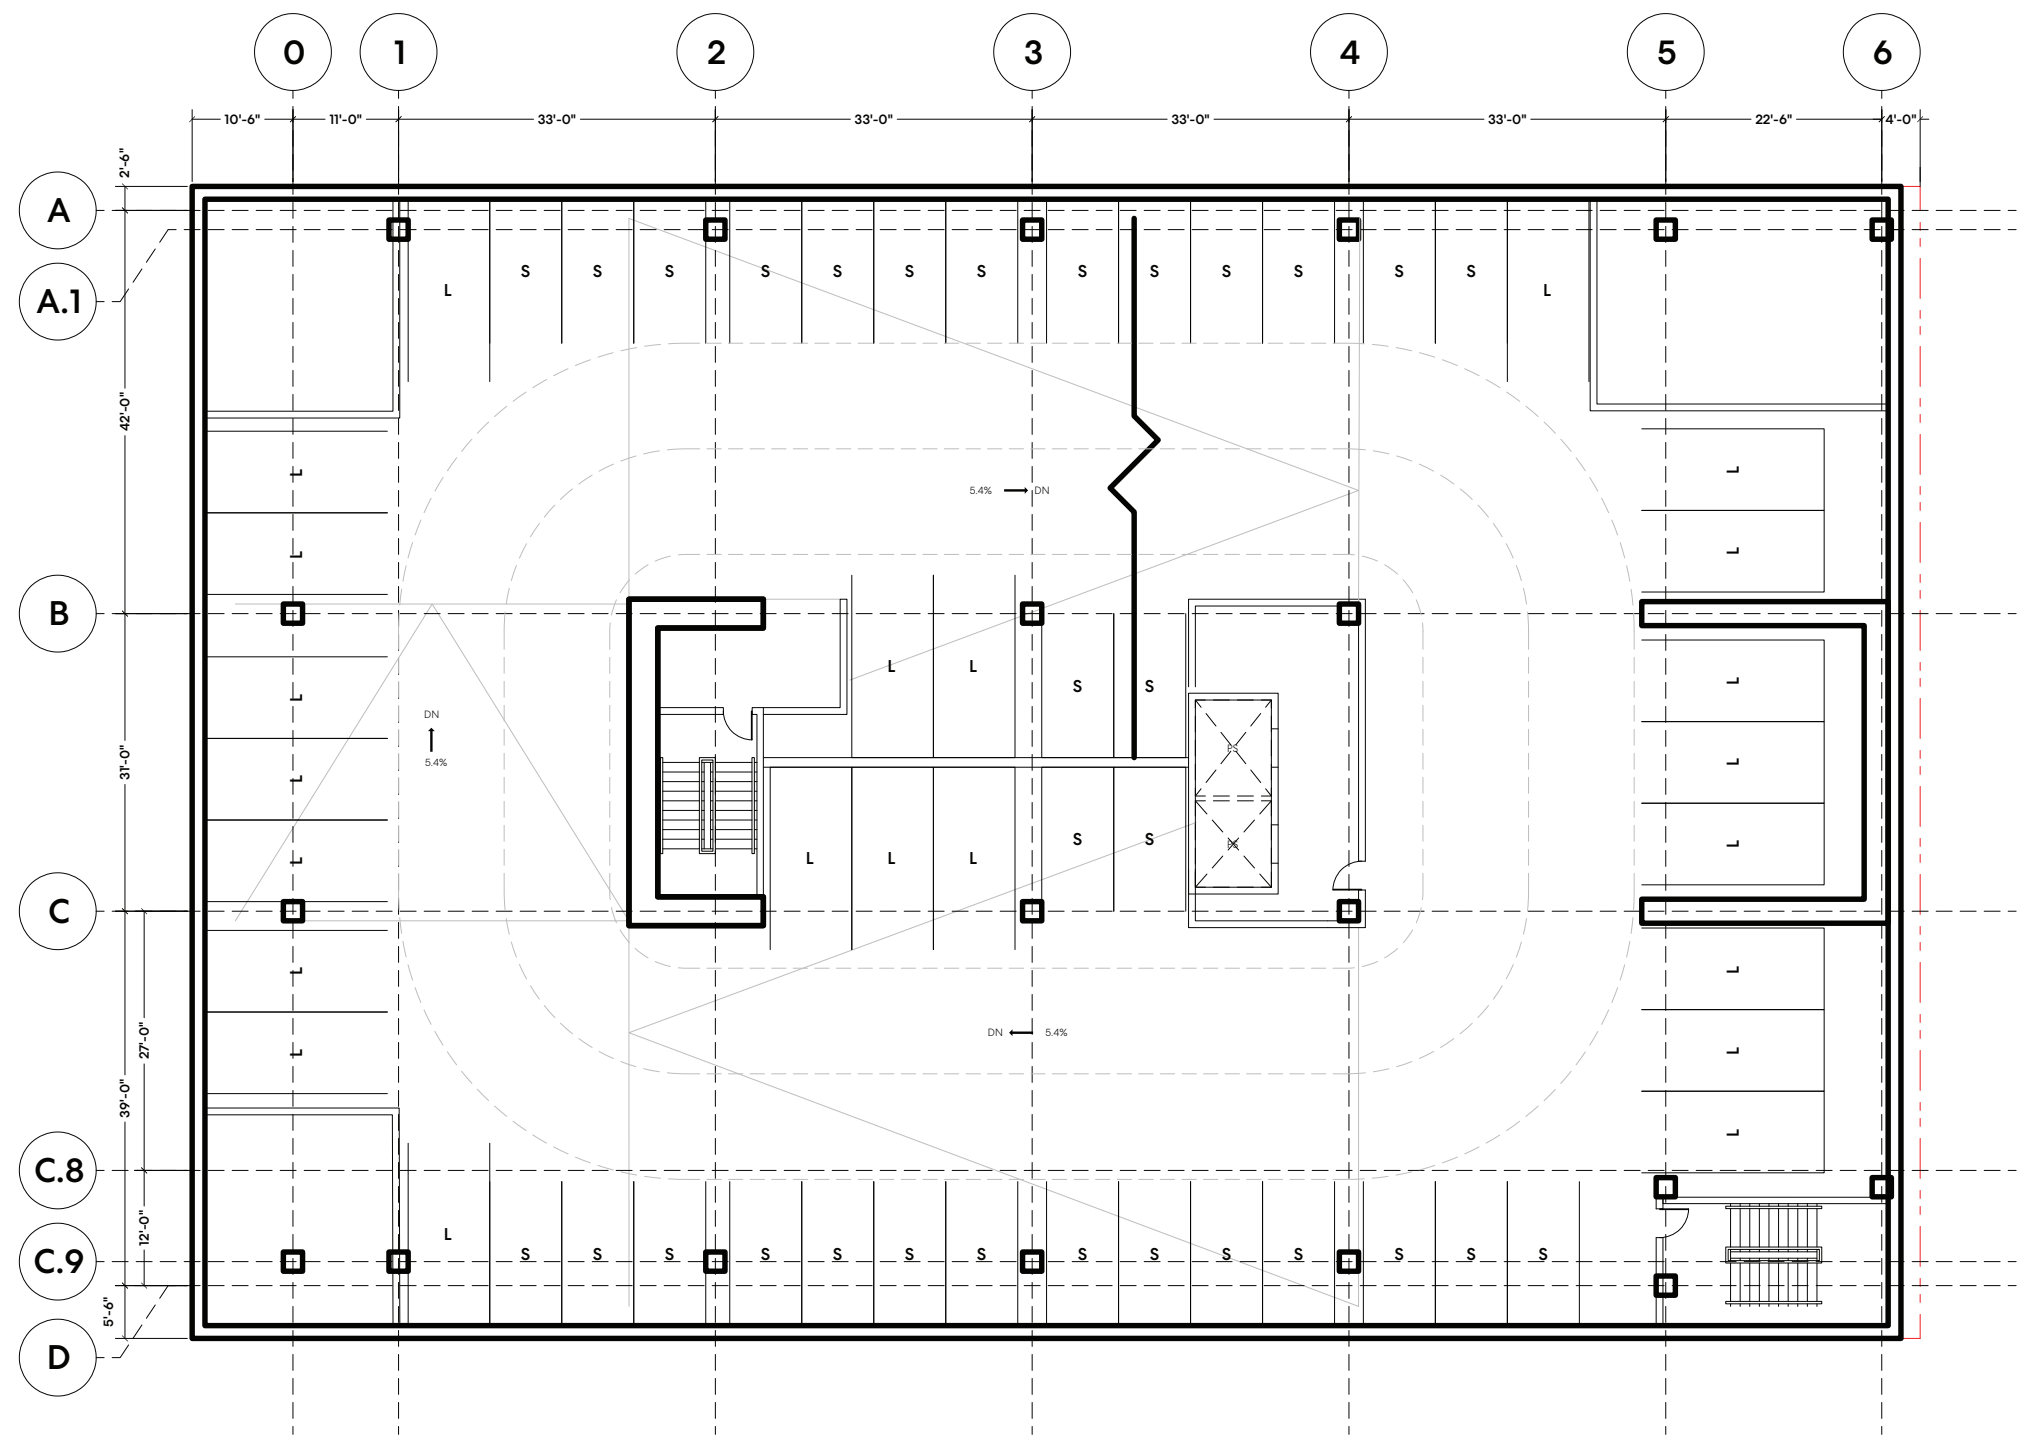 0 1 2 3 4 5 6
10'-6" 11'-0" 33'-0" 33'-0" 33'-0" 33'-0" 22'-6" 4'-0"
2'-6"
A
A.1
S S S S S S S S S S S S S
L L
42'-0"
L L
5.4% DN
L L
B
L L L
S S
L
DN
5.4%
31'-0"
PS
L L
S S
PS
L L L
L L
C
L L
27'-0"
DN 5.4%
L L
39'-0"
L
C.8
12'-0"
L
S S S S S S S S S S S S S S
C.9
5'-6"
D